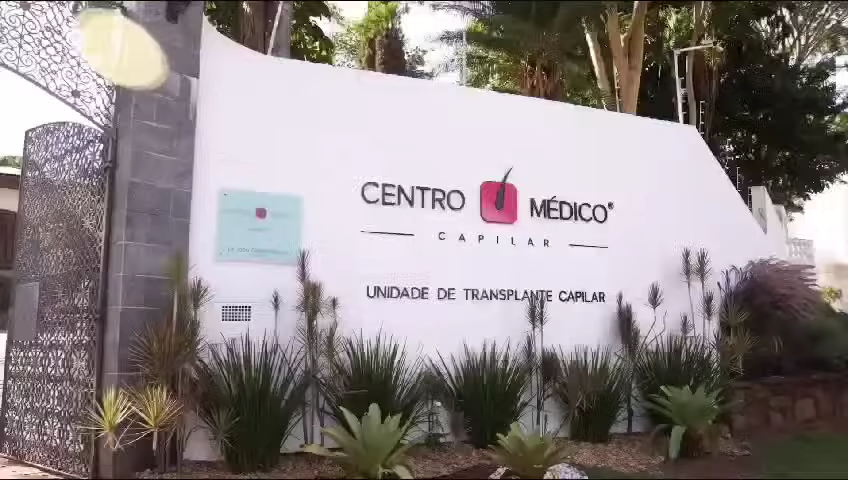 CENTRO MÉDICO®
CAPILAR
UNIDADE DE TRANSPLANTE CAPILAR